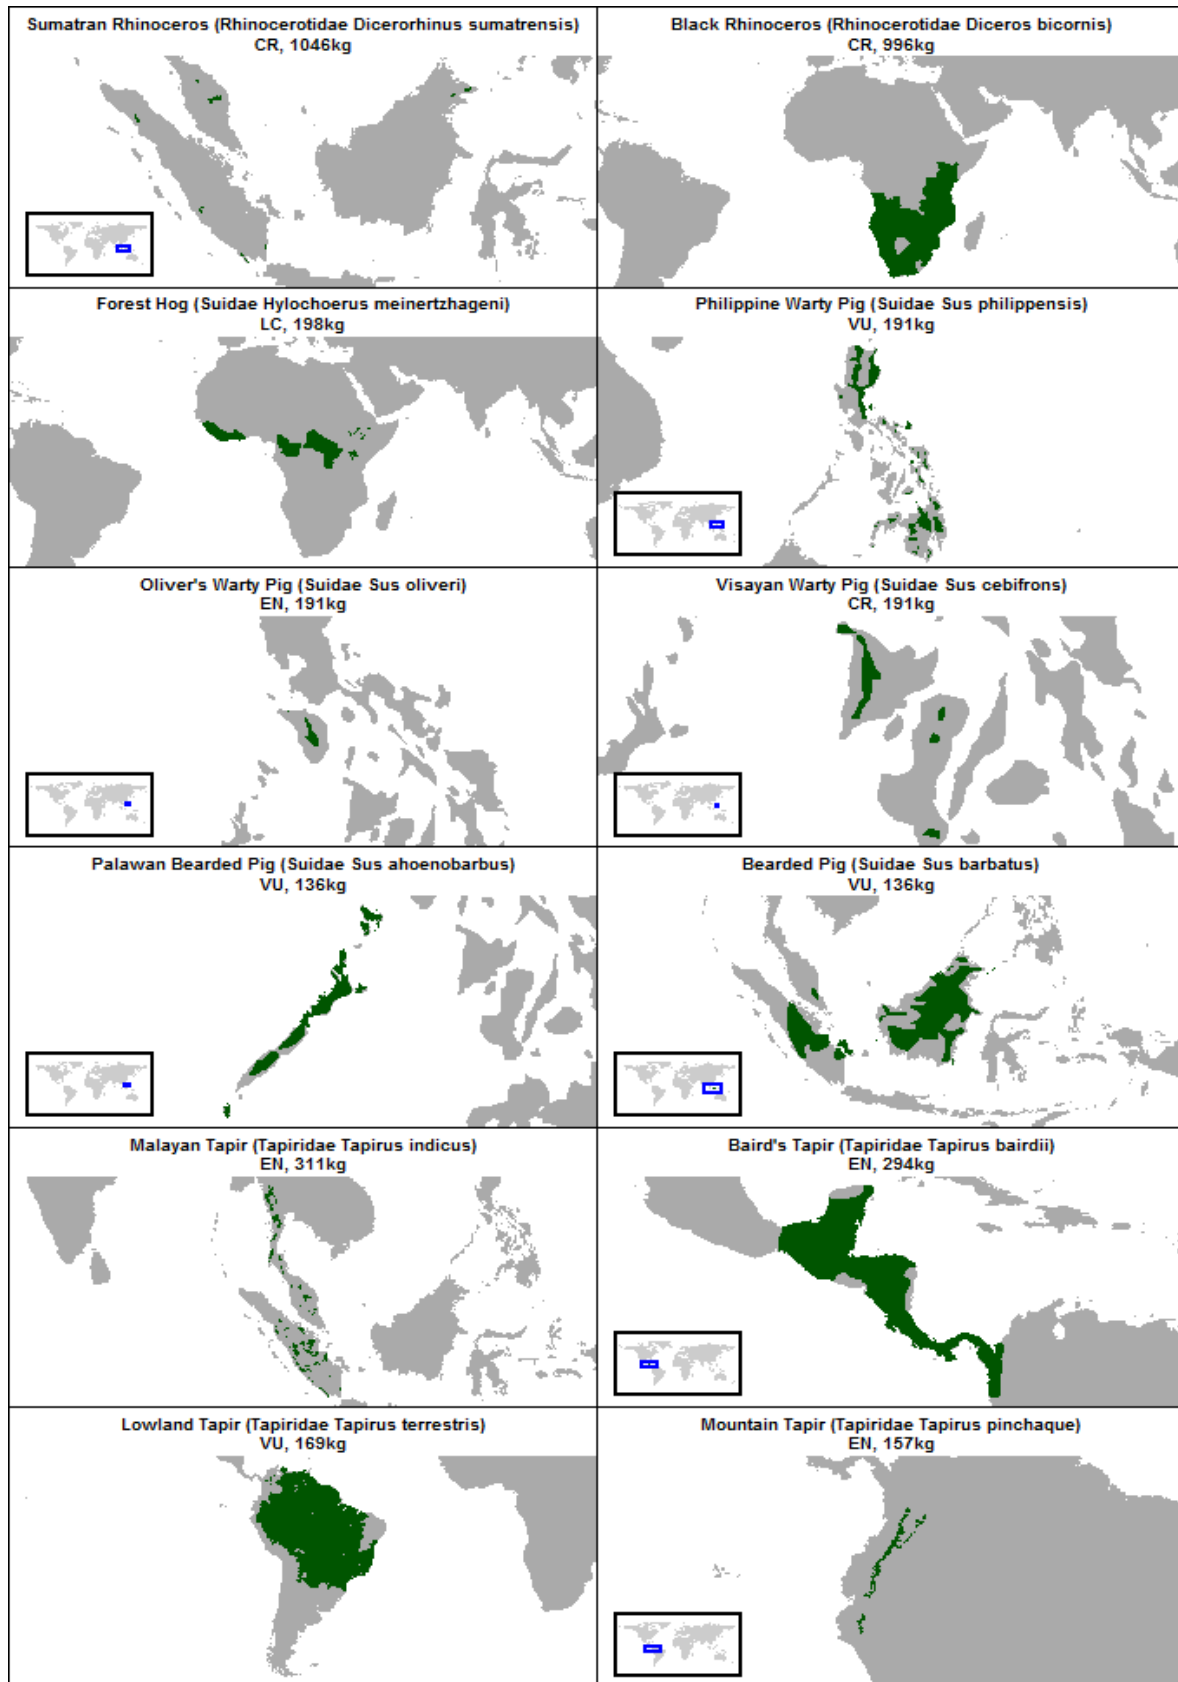 Sumatran Rhinoceros (Rhinocerotidae Dicerorhinus sumatrensis)
CR, 1046kg
Black Rhinoceros (Rhinocerotidae Diceros bicornis)
CR, 996kg
Forest Hog (Suidae Hylochoerus meinertzhageni)
LC, 198kg
Philippine Warty Pig (Suidae Sus philippensis)
VU, 191kg
Oliver's Warty Pig (Suidae Sus oliveri)
EN, 191kg
Visayan Warty Pig (Suidae Sus cebifrons)
CR, 191kg
Palawan Bearded Pig (Suidae Sus ahoenobarbus)
VU, 136kg
Bearded Pig (Suidae Sus barbatus)
VU, 136kg
Malayan Tapir (Tapiridae Tapirus indicus)
EN, 311kg
Baird's Tapir (Tapiridae Tapirus bairdii)
EN, 294kg
Lowland Tapir (Tapiridae Tapirus terrestris)
VU, 169kg
Mountain Tapir (Tapiridae Tapirus pinchaque)
EN, 157kg